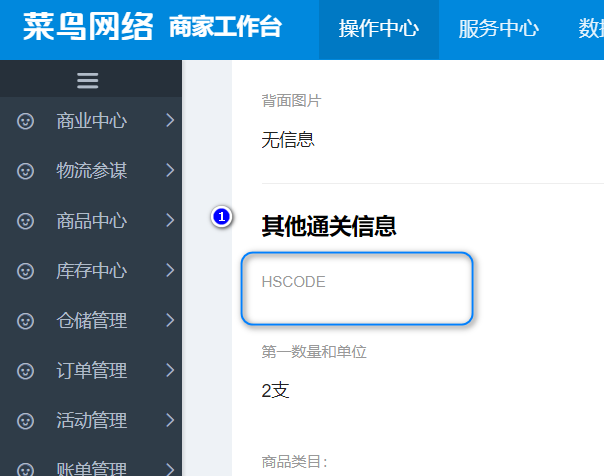 菜鸟网络 商家工作台 操作中心 服务中心 数据
商业中心
物流参谋
商品中心
库存中心
仓储管理
订单管理
活动管理
账单管理
背面图片
无信息
1
其他通关信息
HSCODE
第一数量和单位
2支
商品类目: